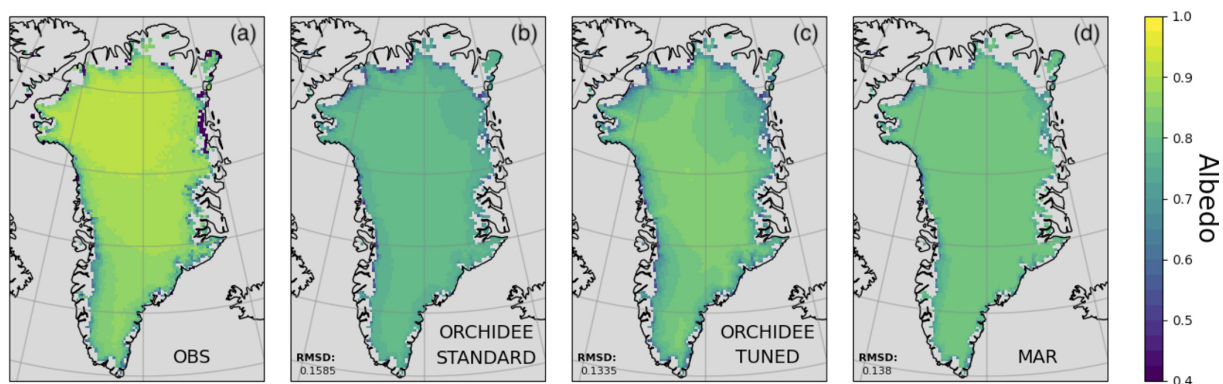 (a)
OBS
(b)
ORCHIDEE
STANDARD
RMSD:
0.1585
(c)
ORCHIDEE
TUNED
RMSD:
0.1335
(d)
MAR
RMSD:
0.138
1.0
0.9
0.8
0.7
0.6
0.5
0.4
Albedo